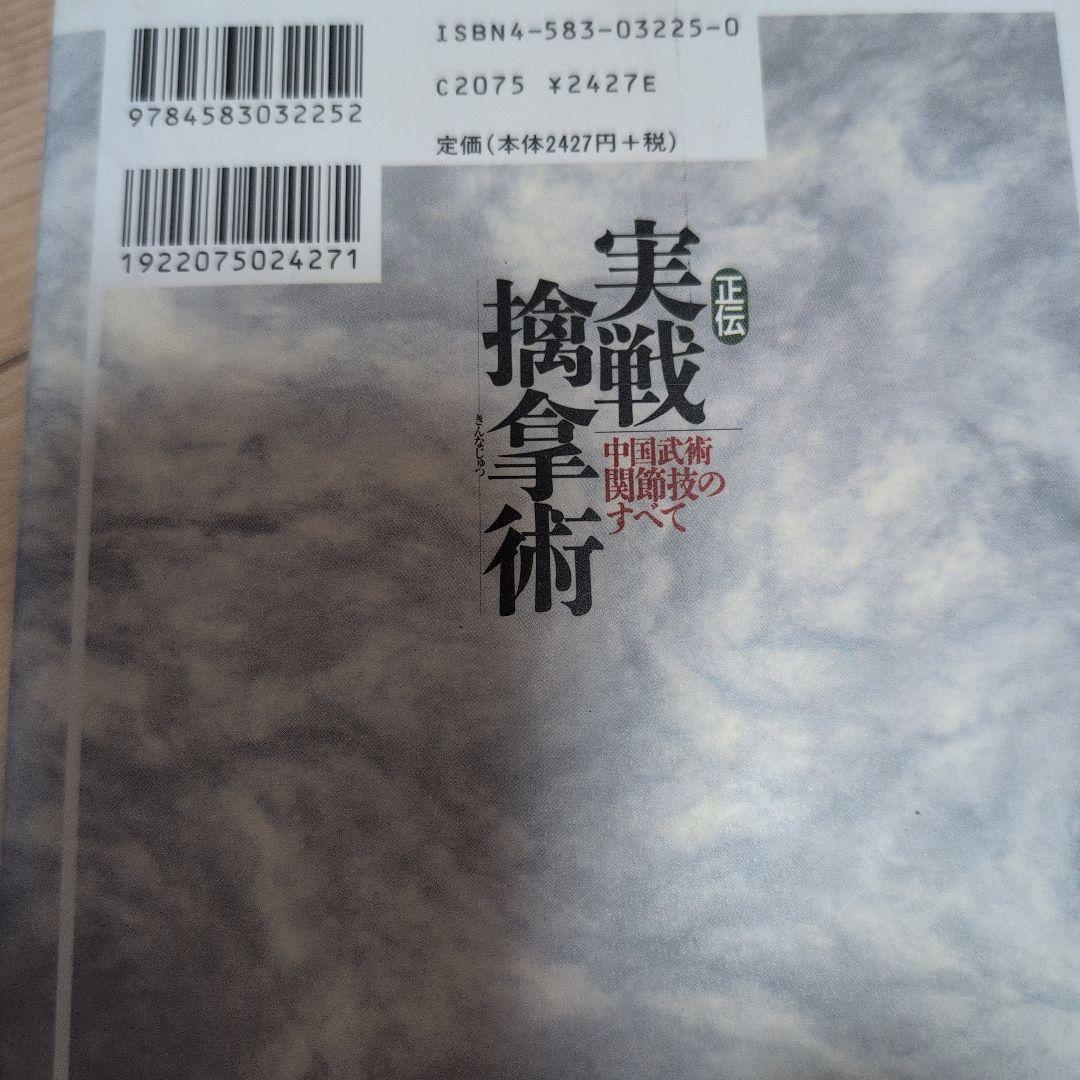 ISBN4-583-03225-0
C2075 ¥2427E
定価(本体2427円+税)
9784583032252
1922075024271
正伝
実戦
擒拿術
きんなじゅつ
中国武術
関節技の
すべて